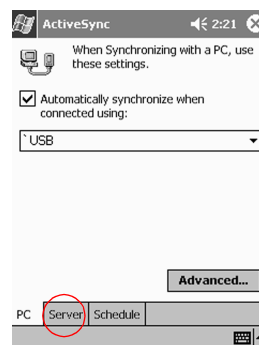 ActiveSync 2:21
When Synchronizing with a PC, use
these settings.
Automatically synchronize when
connected using:
`USB
Advanced...
PC Server Schedule